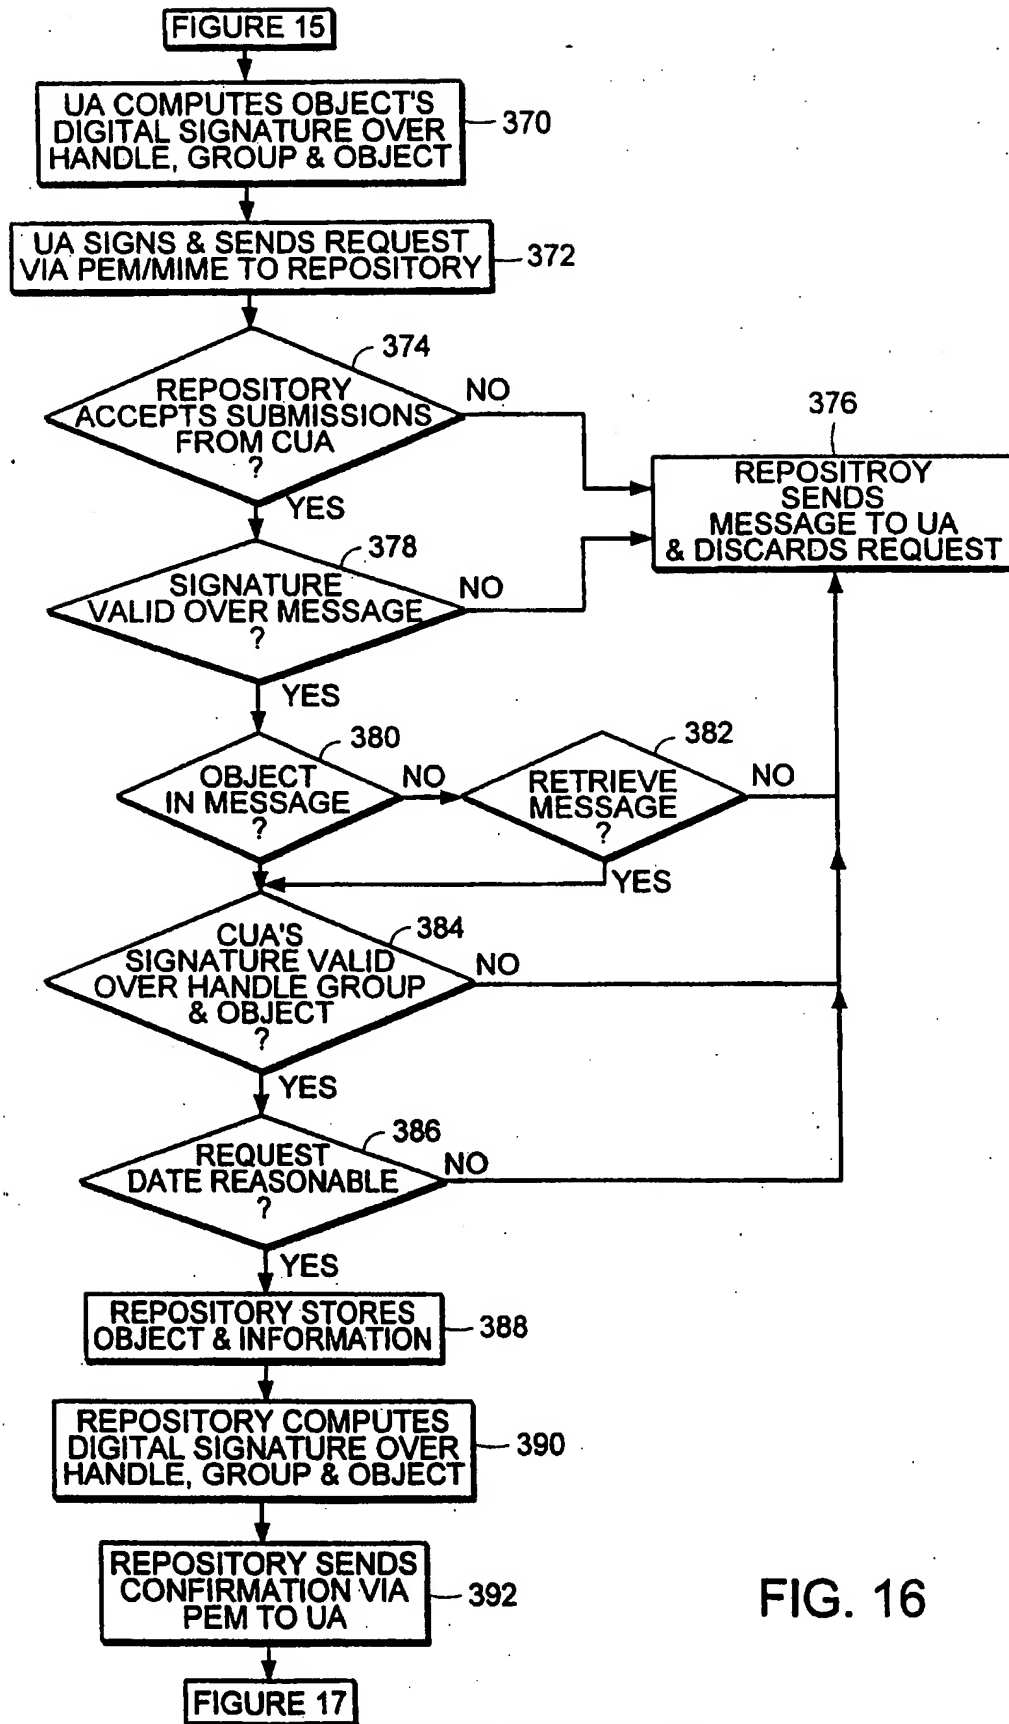 FIGURE 15
UA COMPUTES OBJECT'S
DIGITAL SIGNATURE OVER
HANDLE, GROUP & OBJECT
370
UA SIGNS & SENDS REQUEST
VIA PEM/MIME TO REPOSITORY
372
374
REPOSITORY
ACCEPTS SUBMISSIONS
FROM CUA
?
NO
YES
376
REPOSITROY
SENDS
MESSAGE TO UA
& DISCARDS REQUEST
378
SIGNATURE
VALID OVER MESSAGE
?
NO
YES
380
OBJECT
IN MESSAGE
?
NO
382
RETRIEVE
MESSAGE
?
NO
YES
384
CUA'S
SIGNATURE VALID
OVER HANDLE GROUP
& OBJECT
?
NO
YES
386
REQUEST
DATE REASONABLE
?
NO
YES
REPOSITORY STORES
OBJECT & INFORMATION
388
REPOSITORY COMPUTES
DIGITAL SIGNATURE OVER
HANDLE, GROUP & OBJECT
390
REPOSITORY SENDS
CONFIRMATION VIA
PEM TO UA
392
FIGURE 17
FIG. 16